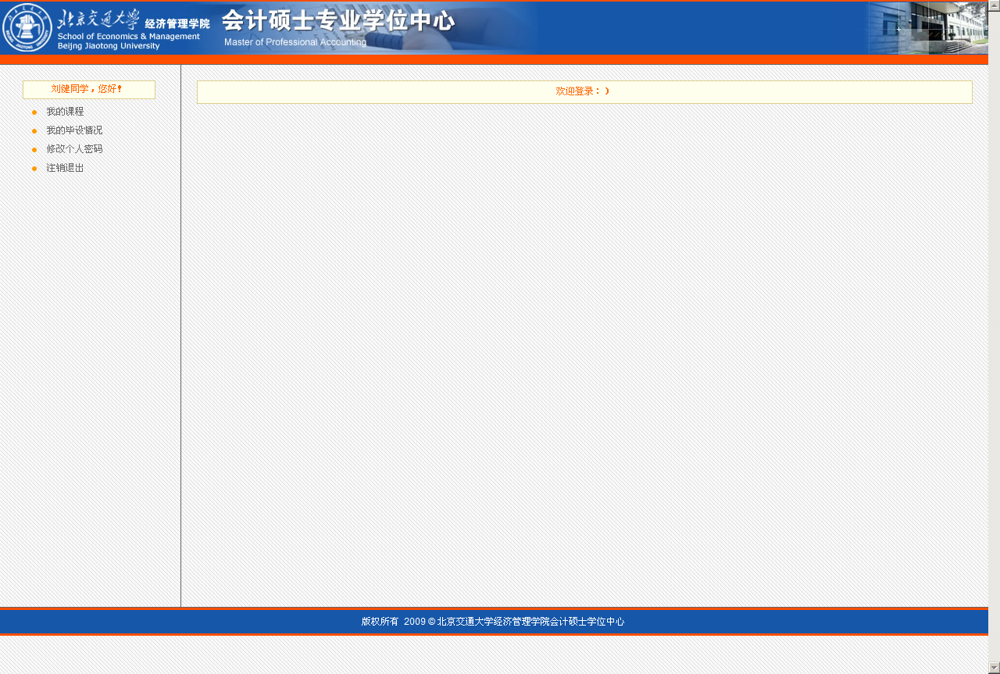 北京交通大学 经济管理学院
School of Economics & Management
Beijng Jiaotong University
会计硕士专业学位中心
Master of Professional Accounting
刘健同学，您好！
欢迎登录：）
我的课程
我的毕设情况
修改个人密码
注销退出
版权所有 2009 © 北京交通大学经济管理学院会计硕士学位中心